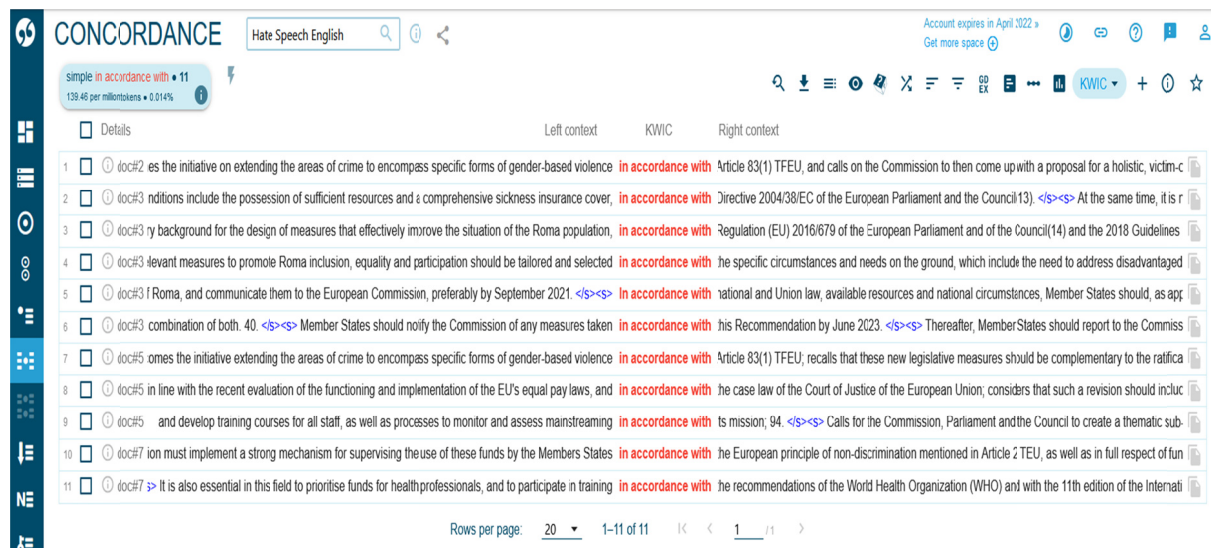 CONCORDANCE
Hate Speech English
Account expires in April 2022 »
Get more space
simple in accordance with • 11
139.46 per million tokens • 0.014%
GD EX
KWIC
Details Left context KWIC Right context
1 doc#2 es the initiative on extending the areas of crime to encompass specific forms of gender-based violence in accordance with Article 83(1) TFEU, and calls on the Commission to then come up with a proposal for a holistic, victim-c
2 doc#3 nditions include the possession of sufficient resources and a comprehensive sickness insurance cover, in accordance with Directive 2004/38/EC of the European Parliament and the Council(13). </s><s> At the same time, it is r
3 doc#3 ry background for the design of measures that effectively improve the situation of the Roma population, in accordance with Regulation (EU) 2016/679 of the European Parliament and of the Council(14) and the 2018 Guidelines
4 doc#3 levant measures to promote Roma inclusion, equality and participation should be tailored and selected in accordance with the specific circumstances and needs on the ground, which include the need to address disadvantaged
5 doc#3 f Roma, and communicate them to the European Commission, preferably by September 2021. </s><s> In accordance with national and Union law, available resources and national circumstances, Member States should, as app
6 doc#3 combination of both. 40. </s><s> Member States should notify the Commission of any measures taken in accordance with this Recommendation by June 2023. </s><s> Thereafter, Member States should report to the Commiss
7 doc#5 omes the initiative extending the areas of crime to encompass specific forms of gender-based violence in accordance with Article 83(1) TFEU; recalls that these new legislative measures should be complementary to the ratifica
8 doc#5 in line with the recent evaluation of the functioning and implementation of the EU's equal pay laws, and in accordance with the case law of the Court of Justice of the European Union; considers that such a revision should incluc
9 doc#5 and develop training courses for all staff, as well as processes to monitor and assess mainstreaming in accordance with its mission; 94. </s><s> Calls for the Commission, Parliament and the Council to create a thematic sub-
10 doc#7 ion must implement a strong mechanism for supervising the use of these funds by the Members States in accordance with the European principle of non-discrimination mentioned in Article 2 TEU, as well as in full respect of fun
11 doc#7 s> It is also essential in this field to prioritise funds for health professionals, and to participate in training in accordance with the recommendations of the World Health Organization (WHO) and with the 11th edition of the Internati
Rows per page: 20 1–11 of 11 1 /1